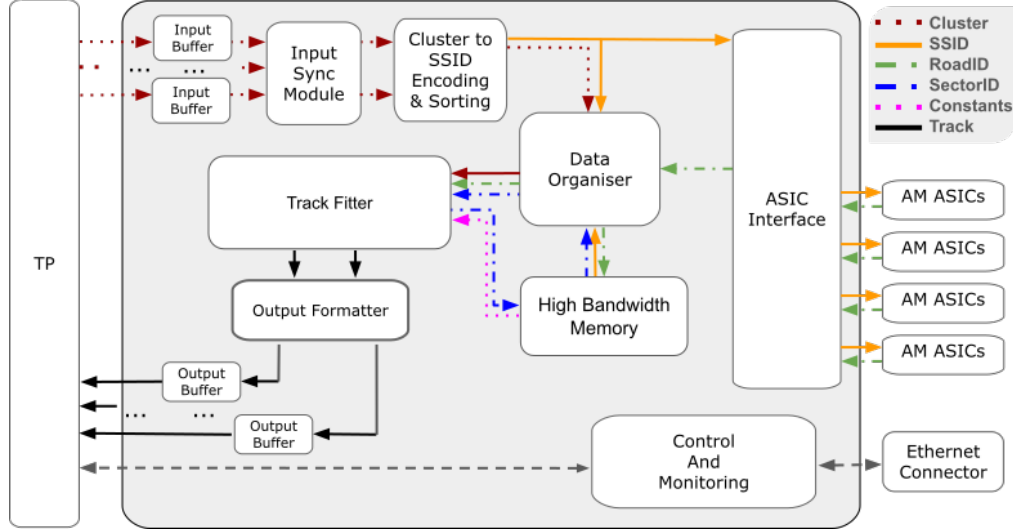 TP
Input
Buffer
... ...
Input
Buffer
Input
Sync
Module
Cluster to
SSID
Encoding
& Sorting
Cluster
SSID
RoadID
SectorID
Constants
Track
Data
Organiser
Track Fitter
ASIC
Interface
AM ASICs
AM ASICs
AM ASICs
AM ASICs
High Bandwidth
Memory
Output Formatter
Output
Buffer
... ...
Output
Buffer
Control
And
Monitoring
Ethernet
Connector